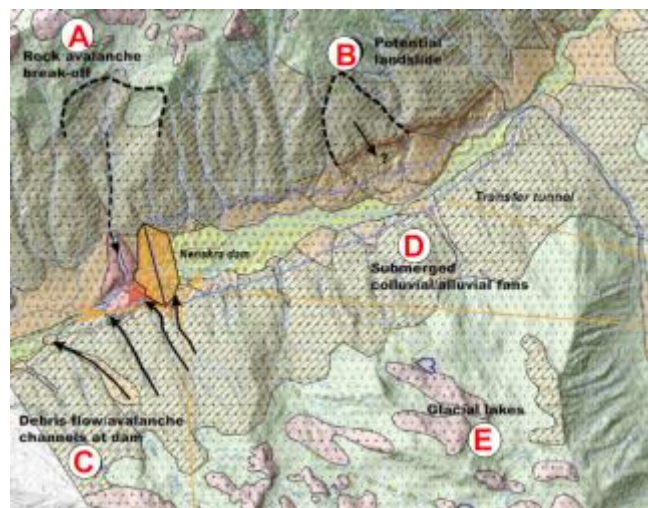 A
Rock avalanche
break-off
B
Potential
landslide
?
Transfer tunnel
Nenskra dam
D
Submerged
colluvial/alluvial fans
Glacial lakes
E
Debris flow/avalanche
channels at dam
C